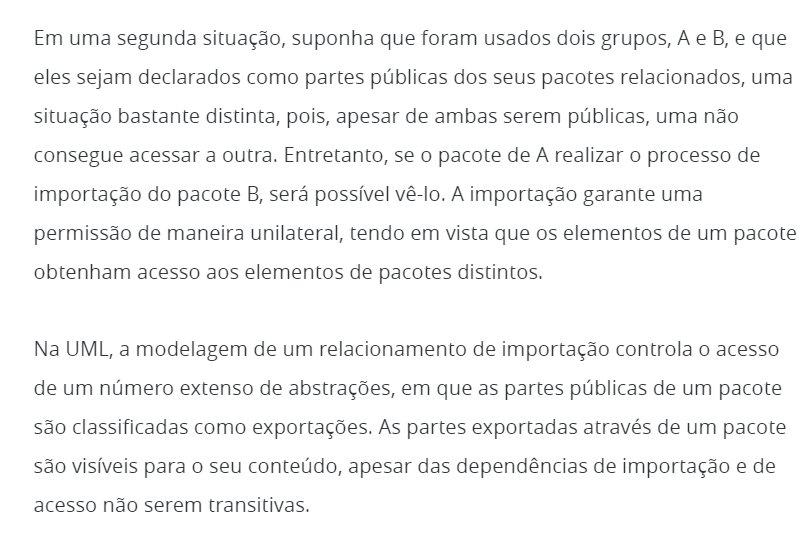 Em uma segunda situação, suponha que foram usados dois grupos, A e B, e que
eles sejam declarados como partes públicas dos seus pacotes relacionados, uma
situação bastante distinta, pois, apesar de ambas serem públicas, uma não
consegue acessar a outra. Entretanto, se o pacote de A realizar o processo de
importação do pacote B, será possível vê-lo. A importação garante uma
permissão de maneira unilateral, tendo em vista que os elementos de um pacote
obtenham acesso aos elementos de pacotes distintos.
Na UML, a modelagem de um relacionamento de importação controla o acesso
de um número extenso de abstrações, em que as partes públicas de um pacote
são classificadas como exportações. As partes exportadas através de um pacote
são visíveis para o seu conteúdo, apesar das dependências de importação e de
acesso não serem transitivas.